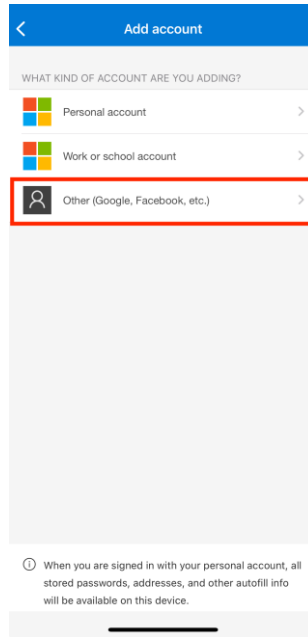 Add account
WHAT KIND OF ACCOUNT ARE YOU ADDING?
Personal account
Work or school account
Other (Google, Facebook, etc.)
When you are signed in with your personal account, all
stored passwords, addresses, and other autofill info
will be available on this device.